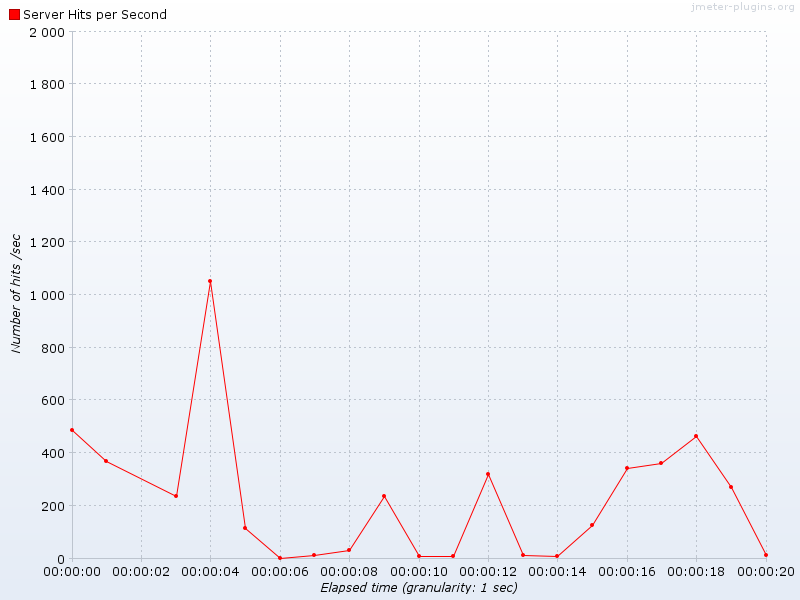 jmeter-plugins.org
Server Hits per Second
2 000
1 800
1 600
1 400
1 200
1 000
800
600
400
200
0
Number of hits /sec
00:00:00 00:00:02 00:00:04 00:00:06 00:00:08 00:00:10 00:00:12 00:00:14 00:00:16 00:00:18 00:00:20
Elapsed time (granularity: 1 sec)